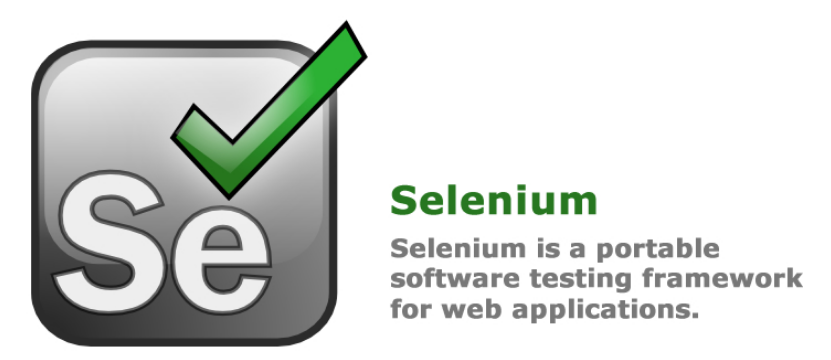 Se
Selenium
Selenium is a portable
software testing framework
for web applications.